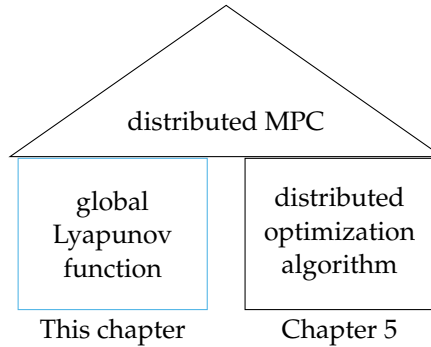 distributed MPC
global
Lyapunov
function
distributed
optimization
algorithm
This chapter
Chapter 5